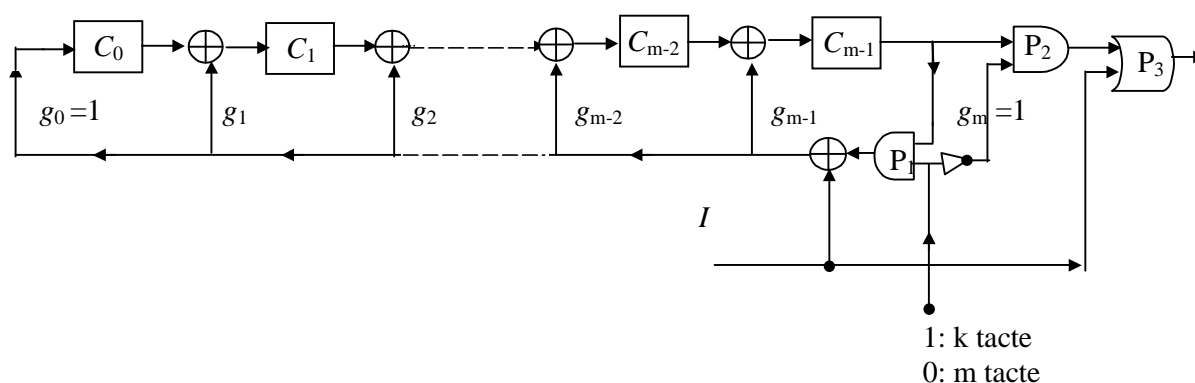 C₀ C₁ Cₘ₋₂ Cₘ₋₁ P₂ P₃
g₀ =1 g₁ g₂ gₘ₋₂ gₘ₋₁ gₘ =1
P₁
I
1: k tacte
0: m tacte